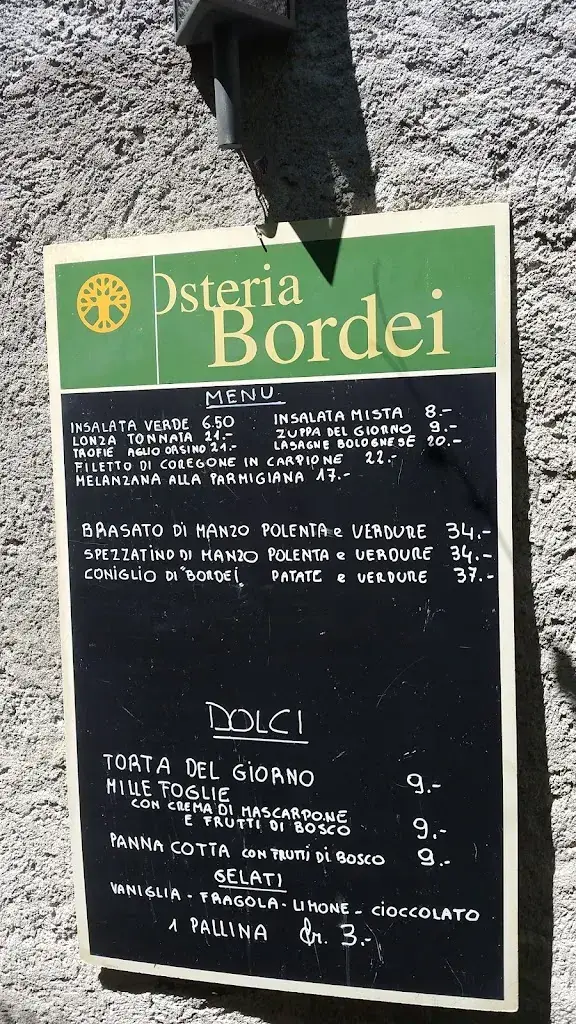 Osteria
Bordei
MENU
INSALATA VERDE 6.50 INSALATA MISTA 8.-
LONZA TONNATA 21.- ZUPPA DEL GIORNO 9.-
TROFIE AGLIO ORSINO 21.- LASAGNE BOLOGNESE 20.-
FILETTO DI COREGONE IN CARPIONE 22.-
MELANZANA ALLA PARMIGIANA 17.-
BRASATO DI MANZO POLENTA e VERDURE 34.-
SPEZZATINO DI MANZO POLENTA e VERDURE 34.-
CONIGLIO DI "BORDEI" PATATE e VERDURE 37.-
DOLCI
TORTA DEL GIORNO 9.-
MILLE FOGLIE
CON CREMA DI MASCARPONE
E FRUTTI DI BOSCO 9.-
PANNA COTTA CON FRUTTI DI BOSCO 9.-
GELATI
VANIGLIA - FRAGOLA - LIMONE - CIOCCOLATO
1 PALLINA fr. 3.-